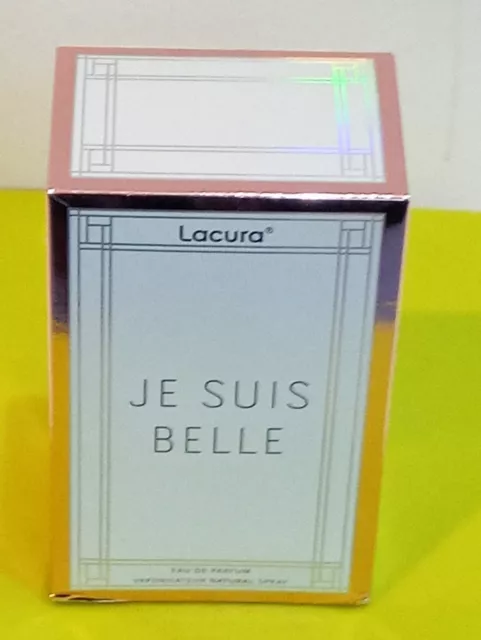 Lacura®
JE SUIS
BELLE
EAU DE PARFUM
VAPORISATEUR NATURAL SPRAY